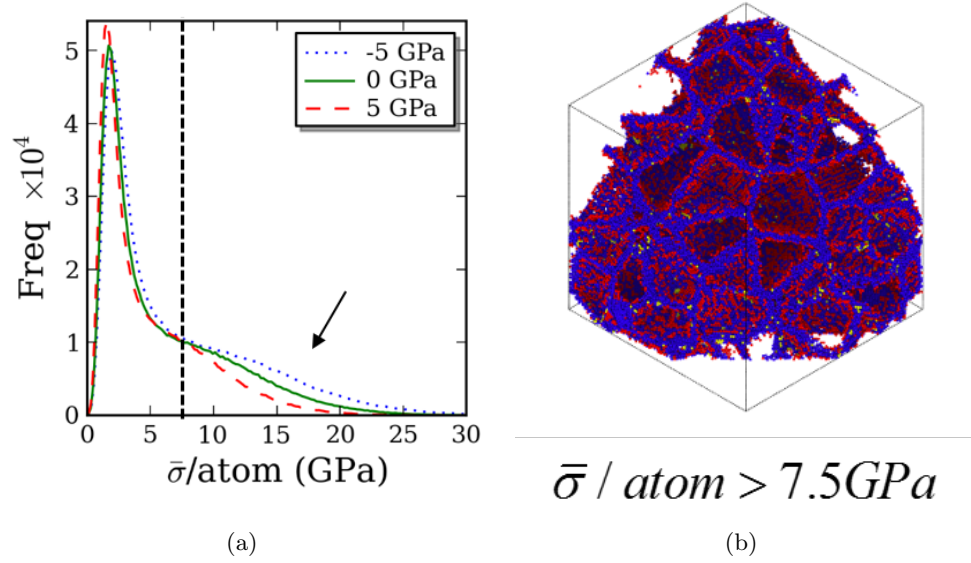 -5 GPa
0 GPa
5 GPa
Freq ×10⁴
5
4
3
2
1
0
0 5 10 15 20 25 30
σ̄/atom (GPa)
σ̄ / atom > 7.5GPa
(a)
(b)